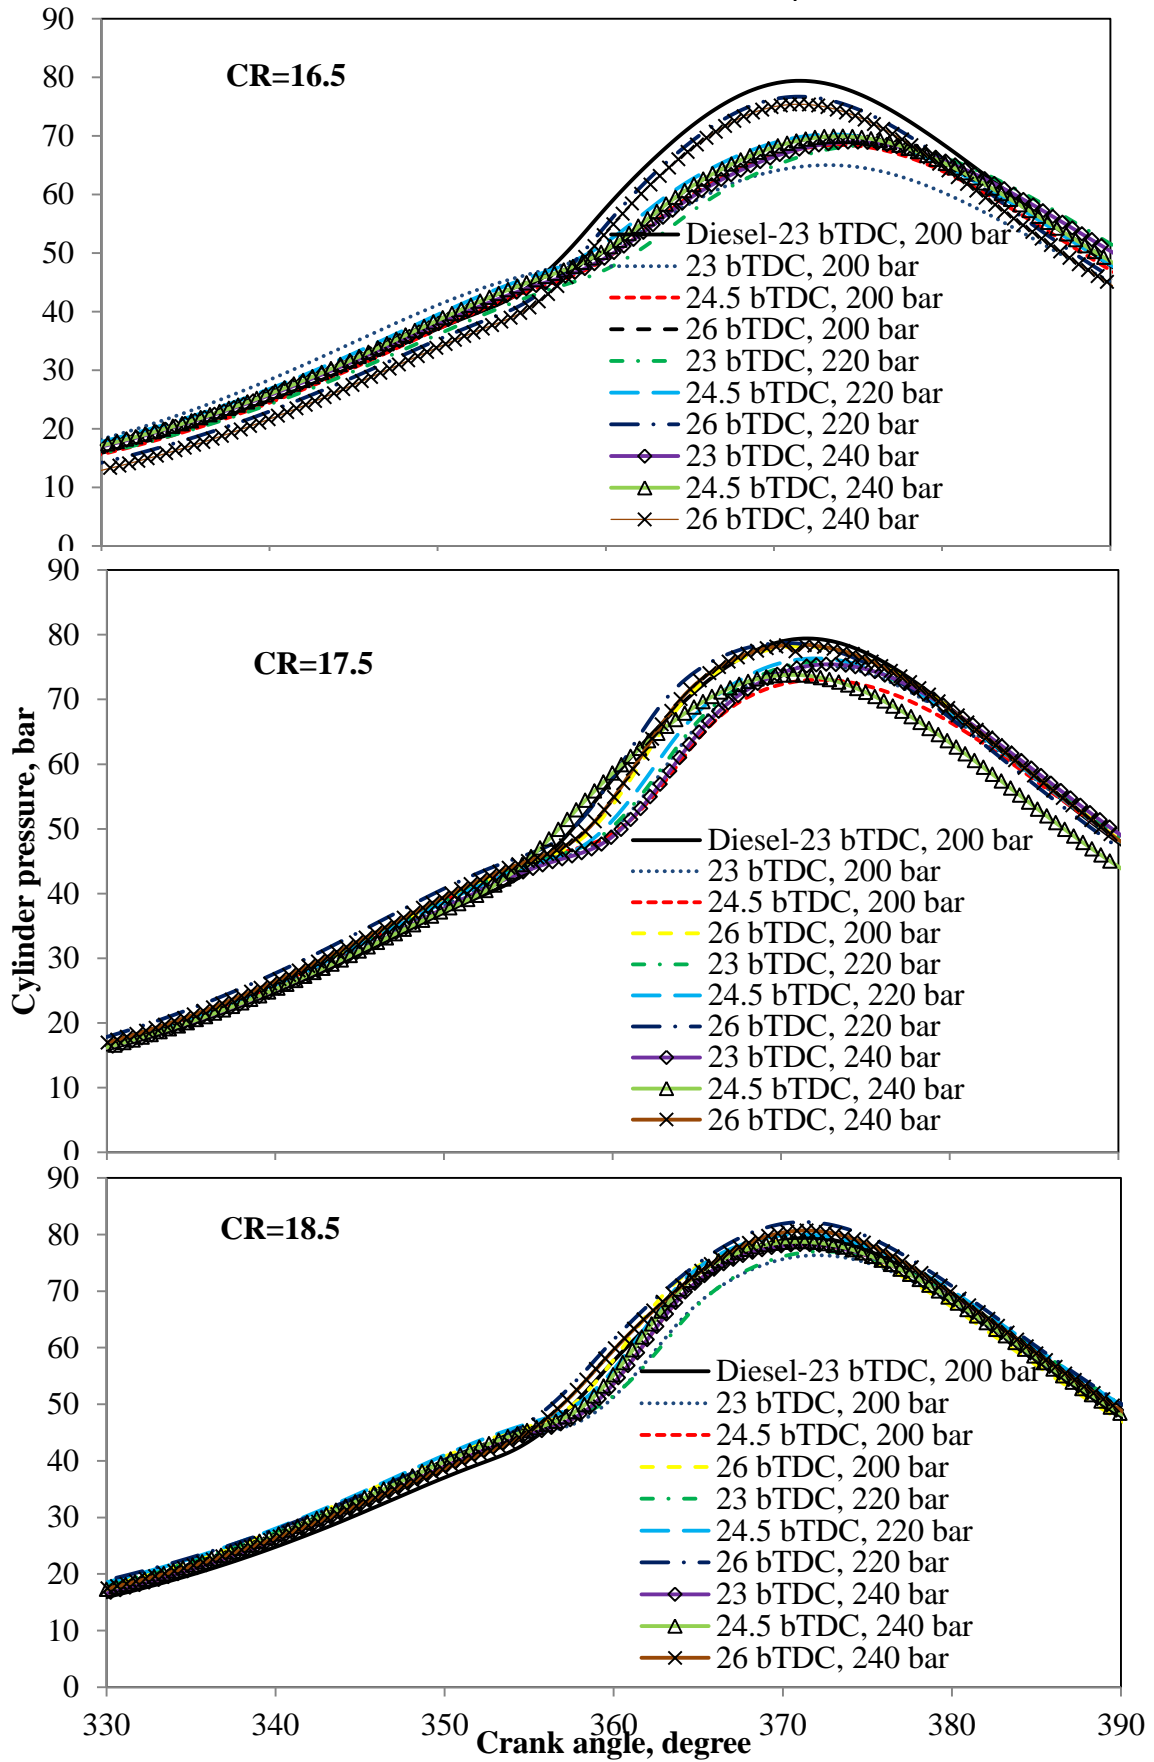 90
80
70
60
50
40
30
20
10
0
CR=16.5
Diesel-23 bTDC, 200 bar
23 bTDC, 200 bar
24.5 bTDC, 200 bar
26 bTDC, 200 bar
23 bTDC, 220 bar
24.5 bTDC, 220 bar
26 bTDC, 220 bar
23 bTDC, 240 bar
24.5 bTDC, 240 bar
26 bTDC, 240 bar
Cylinder pressure, bar
90
80
70
60
50
40
30
20
10
0
CR=17.5
Diesel-23 bTDC, 200 bar
23 bTDC, 200 bar
24.5 bTDC, 200 bar
26 bTDC, 200 bar
23 bTDC, 220 bar
24.5 bTDC, 220 bar
26 bTDC, 220 bar
23 bTDC, 240 bar
24.5 bTDC, 240 bar
26 bTDC, 240 bar
90
80
70
60
50
40
30
20
10
0
CR=18.5
Diesel-23 bTDC, 200 bar
23 bTDC, 200 bar
24.5 bTDC, 200 bar
26 bTDC, 200 bar
23 bTDC, 220 bar
24.5 bTDC, 220 bar
26 bTDC, 220 bar
23 bTDC, 240 bar
24.5 bTDC, 240 bar
26 bTDC, 240 bar
330 340 350 360 370 380 390
Crank angle, degree